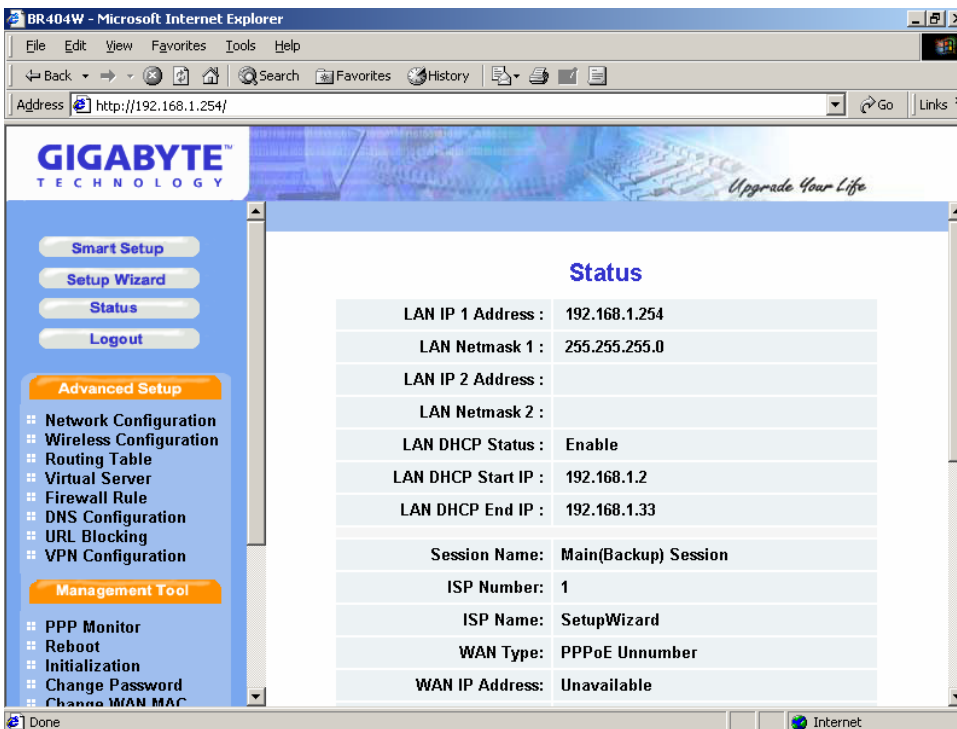 BR404W - Microsoft Internet Explorer
File Edit View Favorites Tools Help
Back Search Favorites History
Address http://192.168.1.254/ Go Links
GIGABYTE™
TECHNOLOGY
Upgrade Your Life
Smart Setup
Setup Wizard
Status
Logout
Advanced Setup
Network Configuration
Wireless Configuration
Routing Table
Virtual Server
Firewall Rule
DNS Configuration
URL Blocking
VPN Configuration
Management Tool
PPP Monitor
Reboot
Initialization
Change Password
Change WAN MAC
Status
LAN IP 1 Address : 192.168.1.254
LAN Netmask 1 : 255.255.255.0
LAN IP 2 Address :
LAN Netmask 2 :
LAN DHCP Status : Enable
LAN DHCP Start IP : 192.168.1.2
LAN DHCP End IP : 192.168.1.33
Session Name: Main(Backup) Session
ISP Number: 1
ISP Name: SetupWizard
WAN Type: PPPoE Unnumber
WAN IP Address: Unavailable
Done Internet